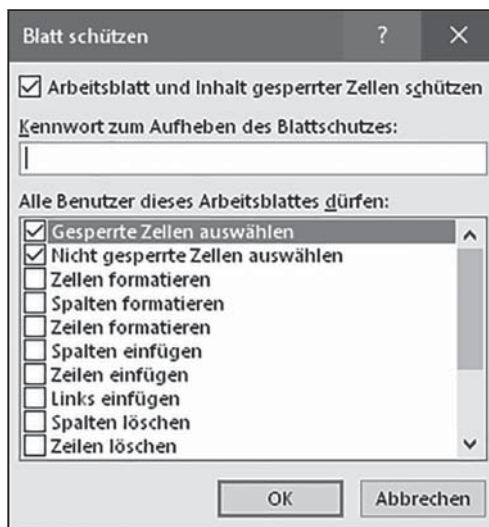 Blatt schützen ?
Arbeitsblatt und Inhalt gesperrter Zellen schützen
Kennwort zum Aufheben des Blattschutzes:
Alle Benutzer dieses Arbeitsblattes dürfen:
Gesperrte Zellen auswählen
Nicht gesperrte Zellen auswählen
Zellen formatieren
Spalten formatieren
Zeilen formatieren
Spalten einfügen
Zeilen einfügen
Links einfügen
Spalten löschen
Zeilen löschen
OK Abbrechen